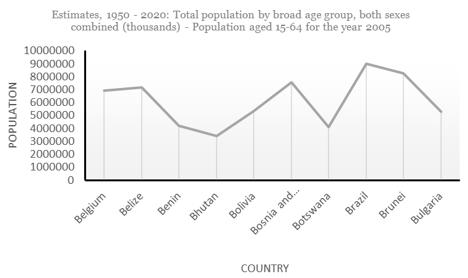 Estimates, 1950 - 2020: Total population by broad age group, both sexes
combined (thousands) - Population aged 15-64 for the year 2005
10000000
9000000
8000000
7000000
6000000
5000000
4000000
3000000
2000000
1000000
0
POPULATION
Belgium
Belize
Benin
Bhutan
Bolivia
Bosnia and...
Botswana
Brazil
Brunei
Bulgaria
COUNTRY